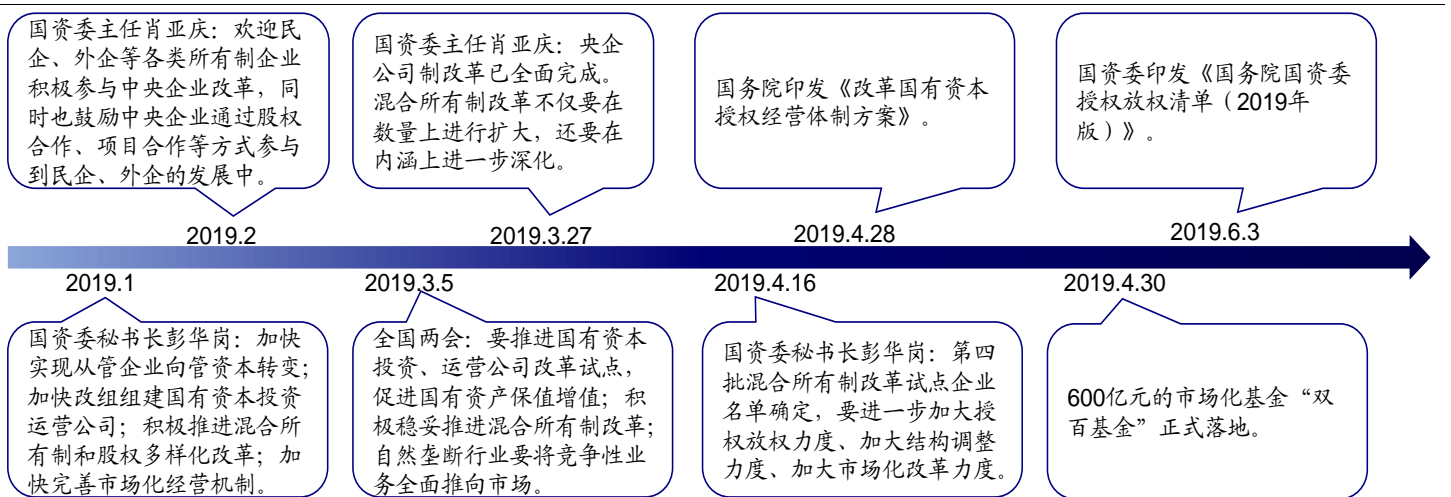 国资委主任肖亚庆：欢迎民
企、外企等各类所有制企业
积极参与中央企业改革，同
时也鼓励中央企业通过股权
合作、项目合作等方式参与
到民企、外企的发展中。
国资委主任肖亚庆：央企
公司制改革已全面完成。
混合所有制改革不仅要在
数量上进行扩大，还要在
内涵上进一步深化。
国务院印发《改革国有资本
授权经营体制方案》。
国资委印发《国务院国资委
授权放权清单（2019年
版）》。
2019.2
2019.3.27
2019.4.28
2019.6.3
2019.1
2019.3.5
2019.4.16
2019.4.30
国资委秘书长彭华岗：加快
实现从管企业向管资本转变；
加快改组组建国有资本投资
运营公司；积极推进混合所
有制和股权多样化改革；加
快完善市场化经营机制。
全国两会：要推进国有资本
投资、运营公司改革试点，
促进国有资产保值增值；积
极稳妥推进混合所有制改革；
自然垄断行业要将竞争性业
务全面推向市场。
国资委秘书长彭华岗：第四
批混合所有制改革试点企业
名单确定，要进一步加大授
权放权力度、加大结构调整
力度、加大市场化改革力度。
600亿元的市场化基金“双
百基金”正式落地。